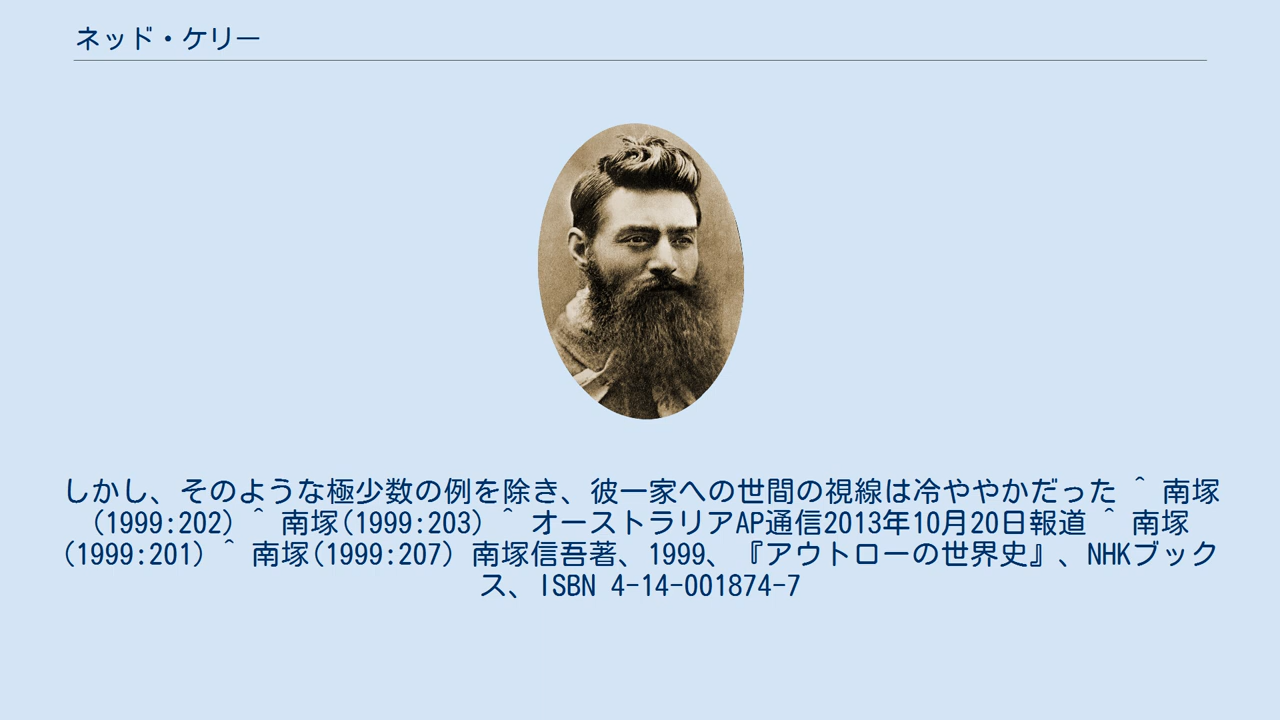 ネッド・ケリー
しかし、そのような極少数の例を除き、彼一家への世間の視線は冷ややかだった ^ 南塚
(1999:202) ^ 南塚(1999:203) ^ オーストラリアAP通信2013年10月20日報道 ^ 南塚
(1999:201) ^ 南塚(1999:207) 南塚信吾著、1999、『アウトローの世界史』、NHKブック
ス、ISBN 4-14-001874-7